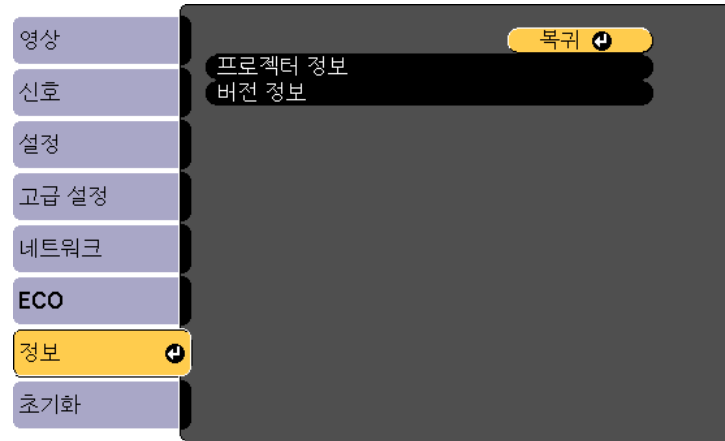 영상
신호
설정
고급 설정
네트워크
ECO
정보
초기화
복귀
프로젝터 정보
버전 정보